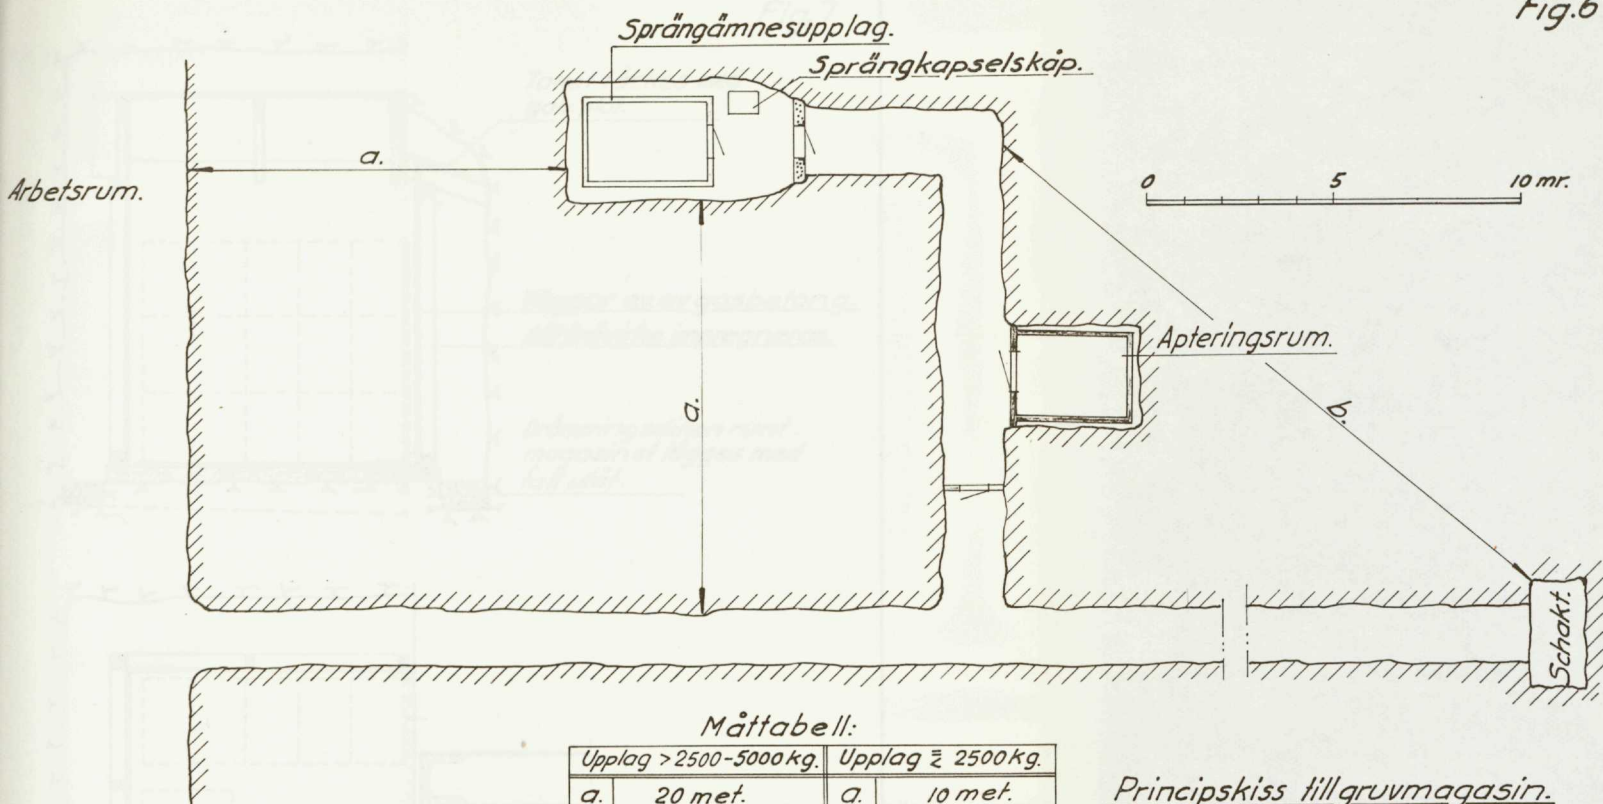 Fig.6
Sprängämnesupplag.
Sprängkapselskåp.
a.
Arbetsrum.
0 5 10 mr.
Apteringsrum.
a.
b.
Schakt.
Måttabell:
Upplag > 2500-5000 kg. Upplag ≦ 2500 kg.
a. 20 met. a. 10 met.
Principskiss till gruvmagasin.